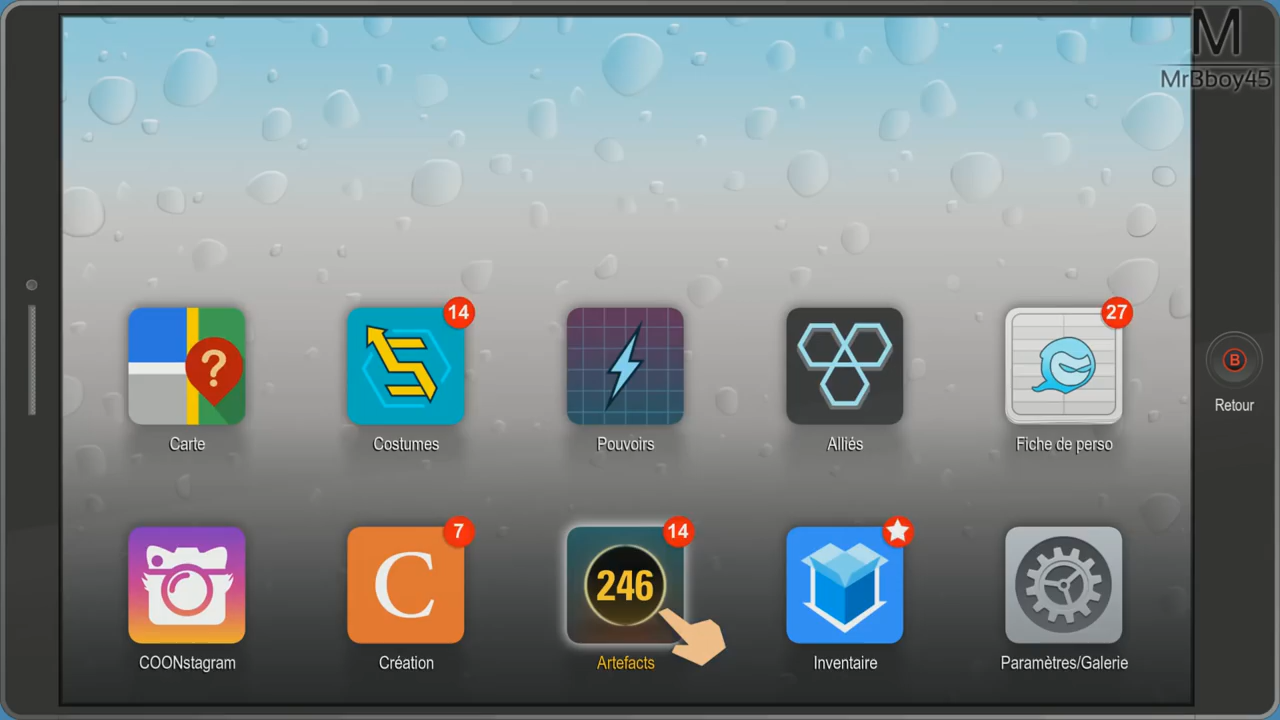 M
MrBboy45
14
27
Carte
Costumes
Pouvoirs
Alliés
Fiche de perso
B
Retour
7
C
246
14
COONstagram
Création
Artefacts
Inventaire
Paramètres/Galerie